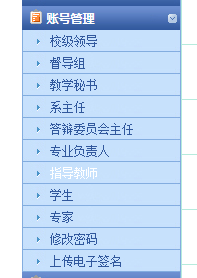 账号管理
校级领导
督导组
教学秘书
系主任
答辩委员会主任
专业负责人
指导教师
学生
专家
修改密码
上传电子签名